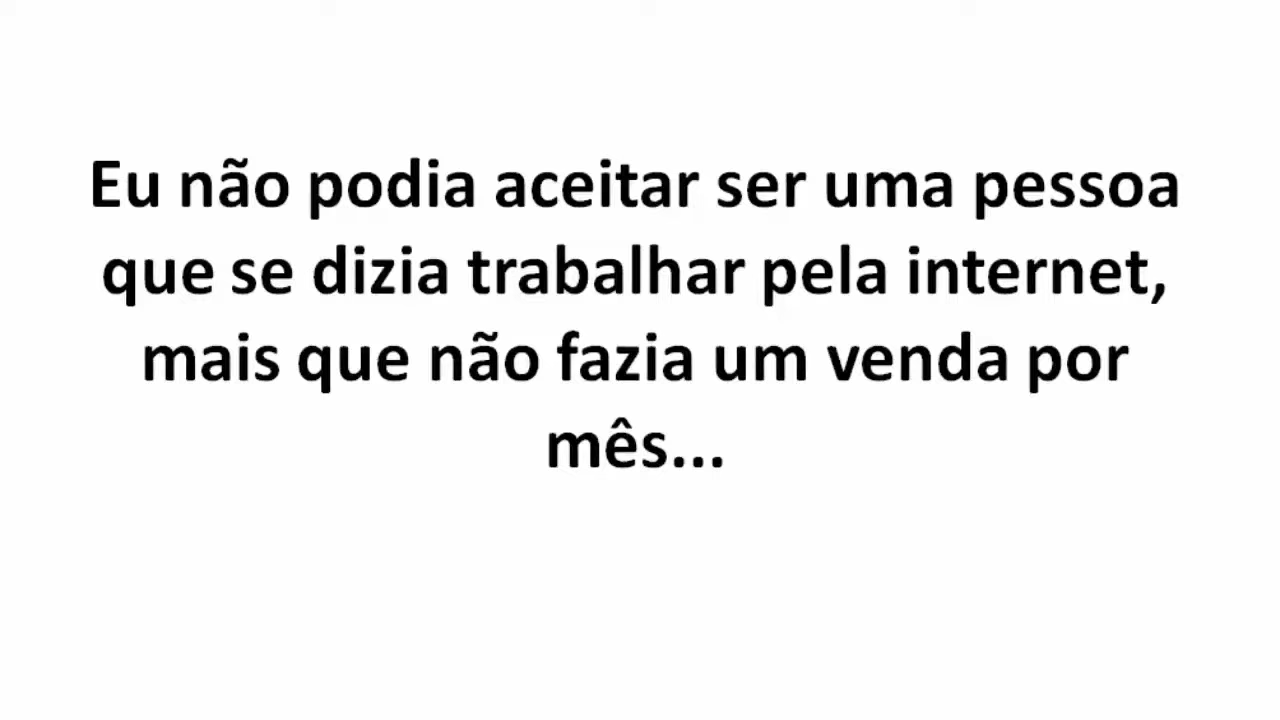 Eu não podia aceitar ser uma pessoa
que se dizia trabalhar pela internet,
mais que não fazia um venda por
mês...